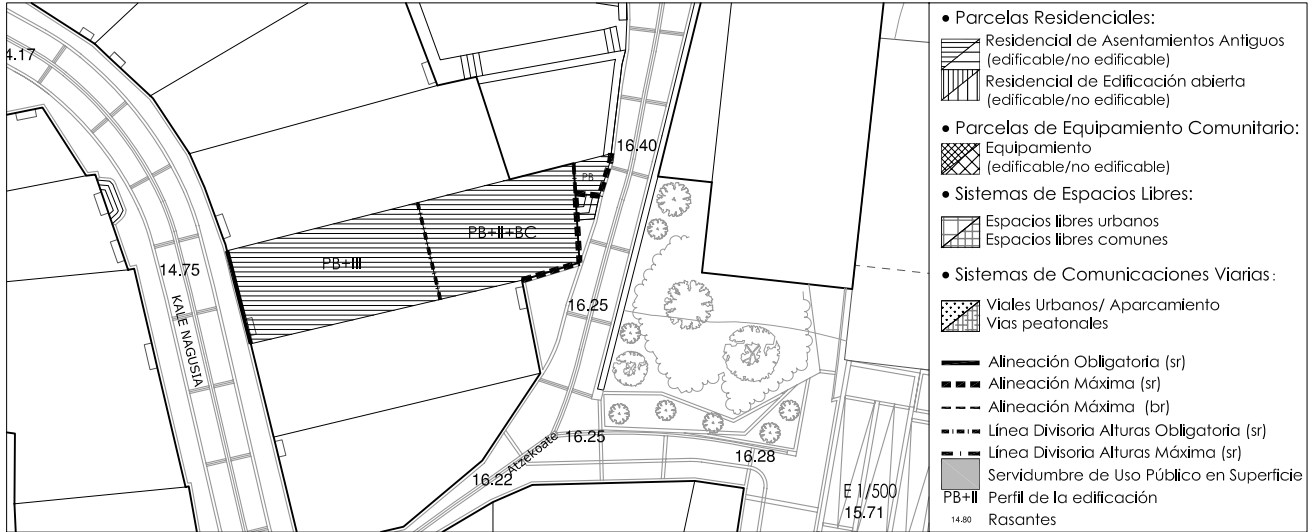 4.17
16.40
PB
PB+II+BC
PB+III
14.75
KALE NAGUSIA
16.25
16.25
Atzekoate
16.28
16.22
E 1/500
15.71
• Parcelas Residenciales:
Residencial de Asentamientos Antiguos
(edificable/no edificable)
Residencial de Edificación abierta
(edificable/no edificable)
• Parcelas de Equipamiento Comunitario:
Equipamiento
(edificable/no edificable)
• Sistemas de Espacios Libres:
Espacios libres urbanos
Espacios libres comunes
• Sistemas de Comunicaciones Viarias:
Viales Urbanos/ Aparcamiento
Vias peatonales
Alineación Obligatoria (sr)
Alineación Máxima (sr)
Alineación Máxima (br)
Línea Divisoria Alturas Obligatoria (sr)
Línea Divisoria Alturas Máxima (sr)
Servidumbre de Uso Público en Superficie
PB+II Perfil de la edificación
14.80 Rasantes